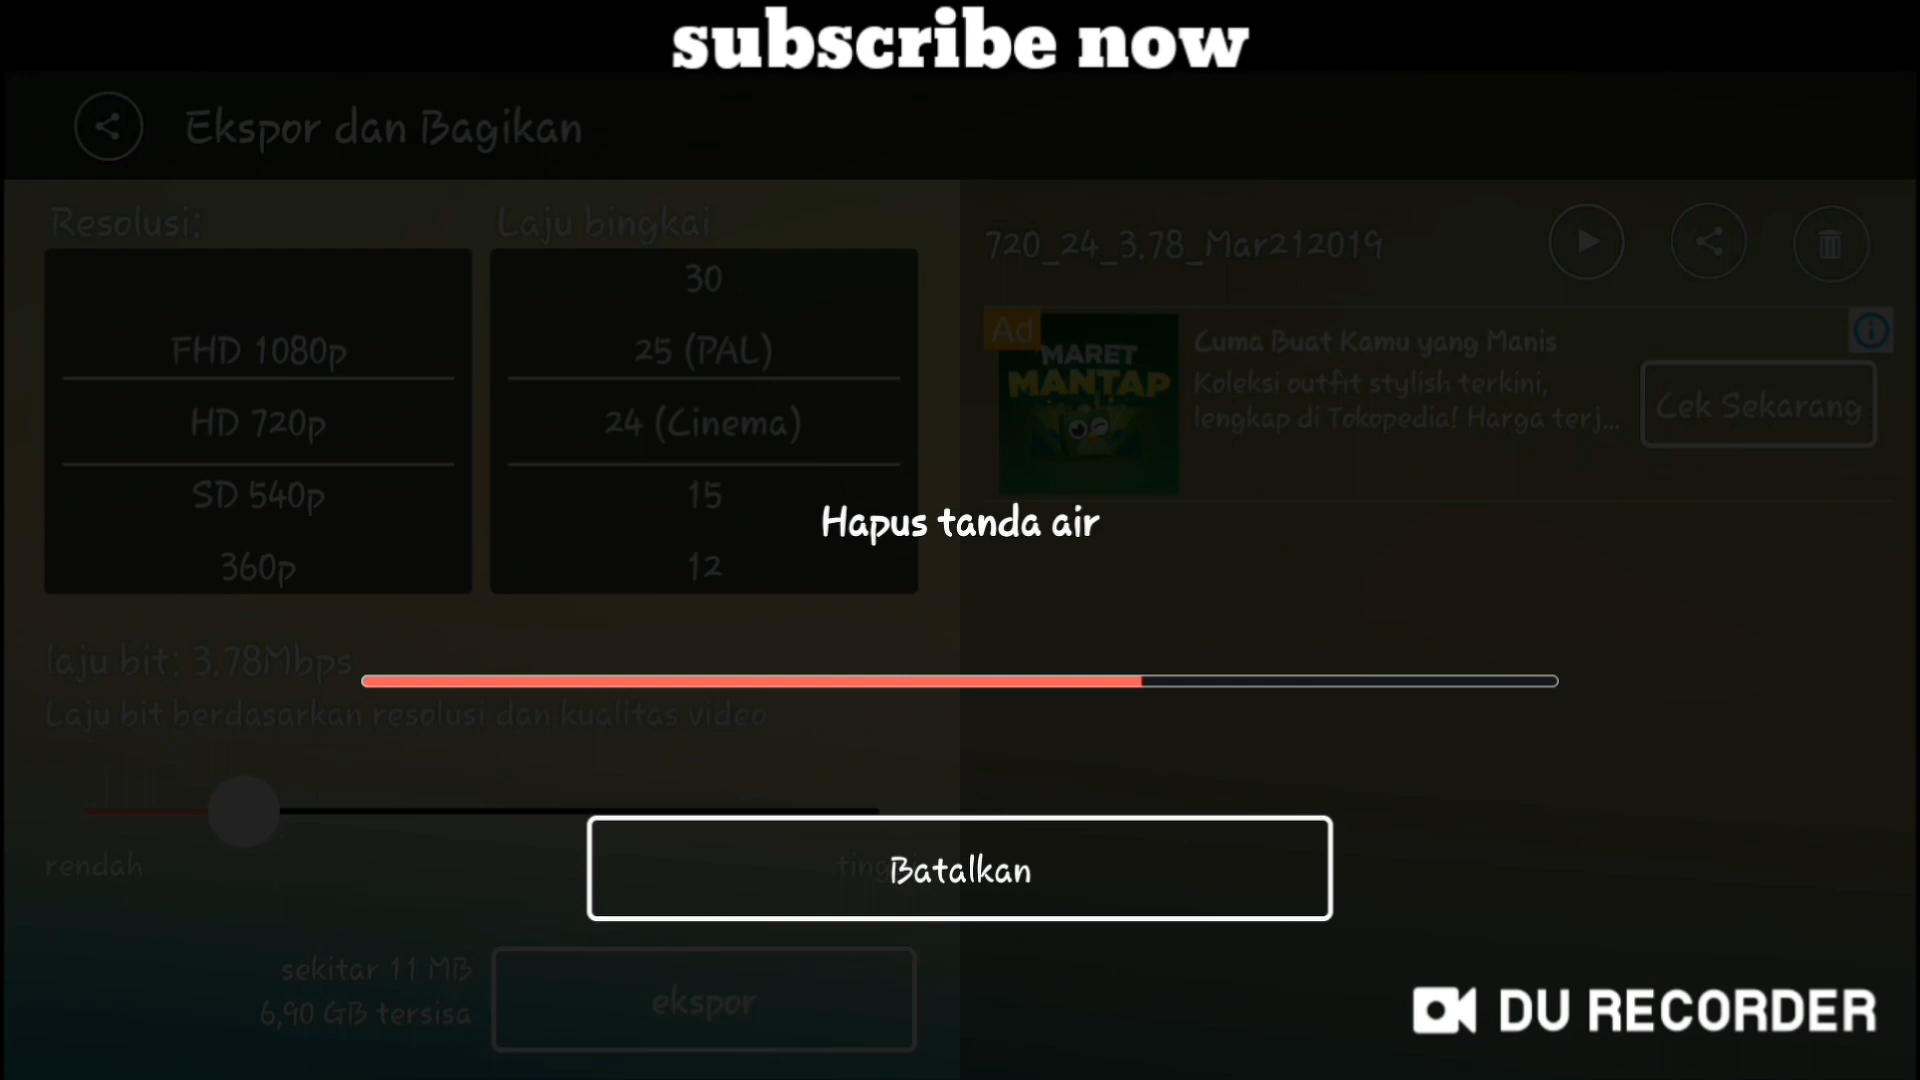 subscribe now
Ekspor dan Bagikan
Resolusi:
FHD 1080p
HD 720p
SD 540p
360p
Laju bingkai
30
25 (PAL)
24 (Cinema)
15
12
720_24_3.78_Mar212019
Ad
MARET
MANTAP
Cuma Buat Kamu yang Manis
Koleksi outfit stylish terkini,
lengkap di Tokopedia! Harga terj...
Cek Sekarang
Hapus tanda air
laju bit: 3.78Mbps
Laju bit berdasarkan resolusi dan kualitas video
rendah
Batalkan
sekitar 11 MB
6,90 GB tersisa
ekspor
DU RECORDER